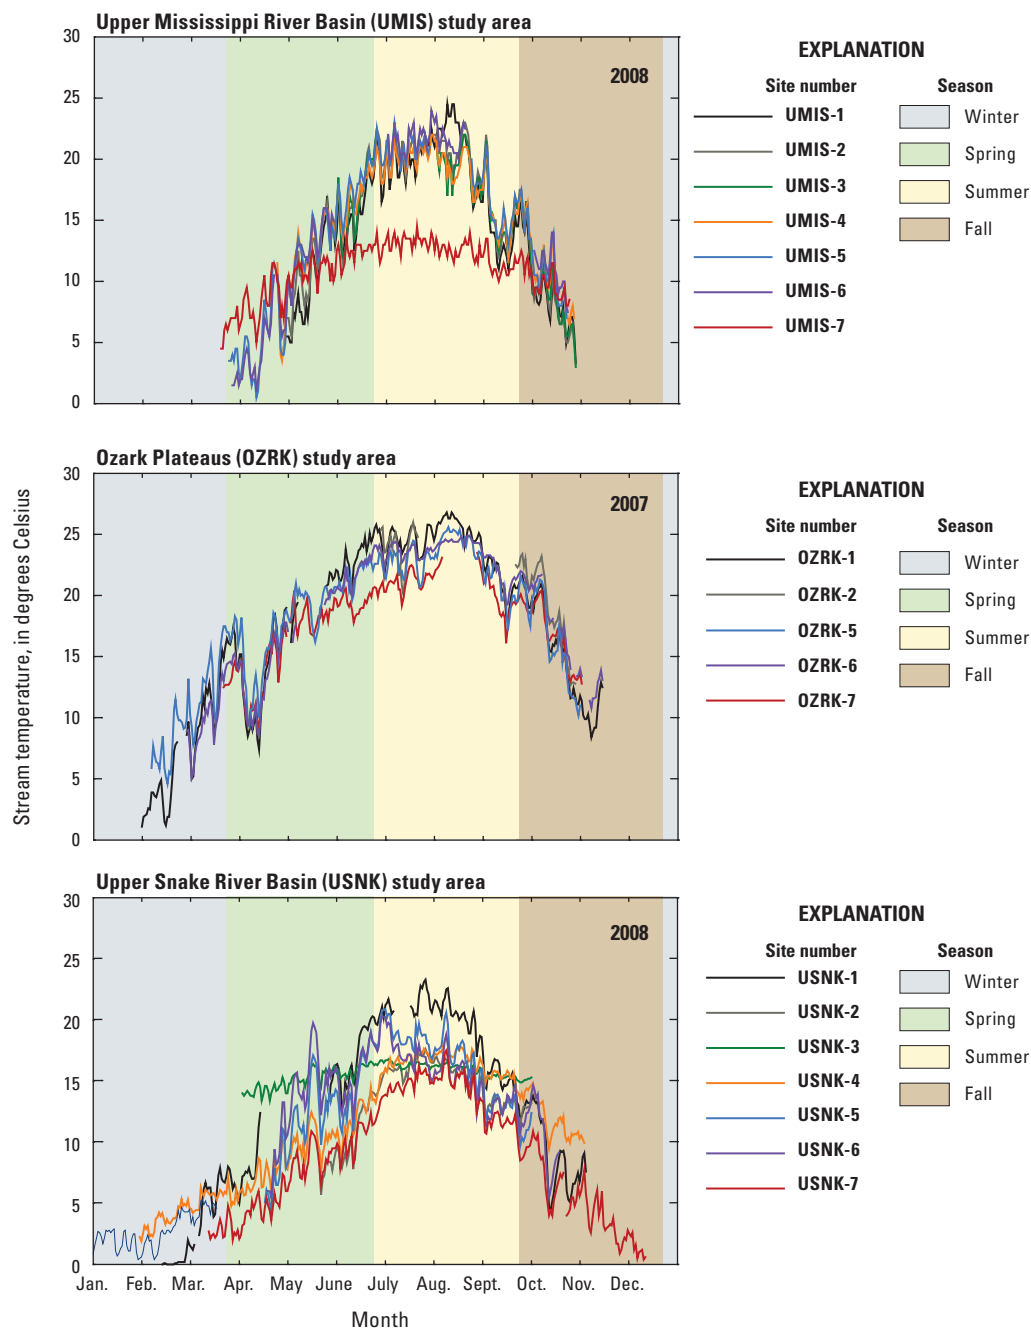 Upper Mississippi River Basin (UMIS) study area
30
25
20
15
10
5
0
2008
EXPLANATION
Site number
Season
UMIS-1
Winter
UMIS-2
Spring
UMIS-3
Summer
UMIS-4
Fall
UMIS-5
UMIS-6
UMIS-7
Stream temperature, in degrees Celsius
Ozark Plateaus (OZRK) study area
30
25
20
15
10
5
0
2007
EXPLANATION
Site number
Season
OZRK-1
Winter
OZRK-2
Spring
OZRK-5
Summer
OZRK-6
Fall
OZRK-7
Upper Snake River Basin (USNK) study area
30
25
20
15
10
5
0
2008
EXPLANATION
Site number
Season
USNK-1
Winter
USNK-2
Spring
USNK-3
Summer
USNK-4
Fall
USNK-5
USNK-6
USNK-7
Jan. Feb. Mar. Apr. May June July Aug. Sept. Oct. Nov. Dec.
Month